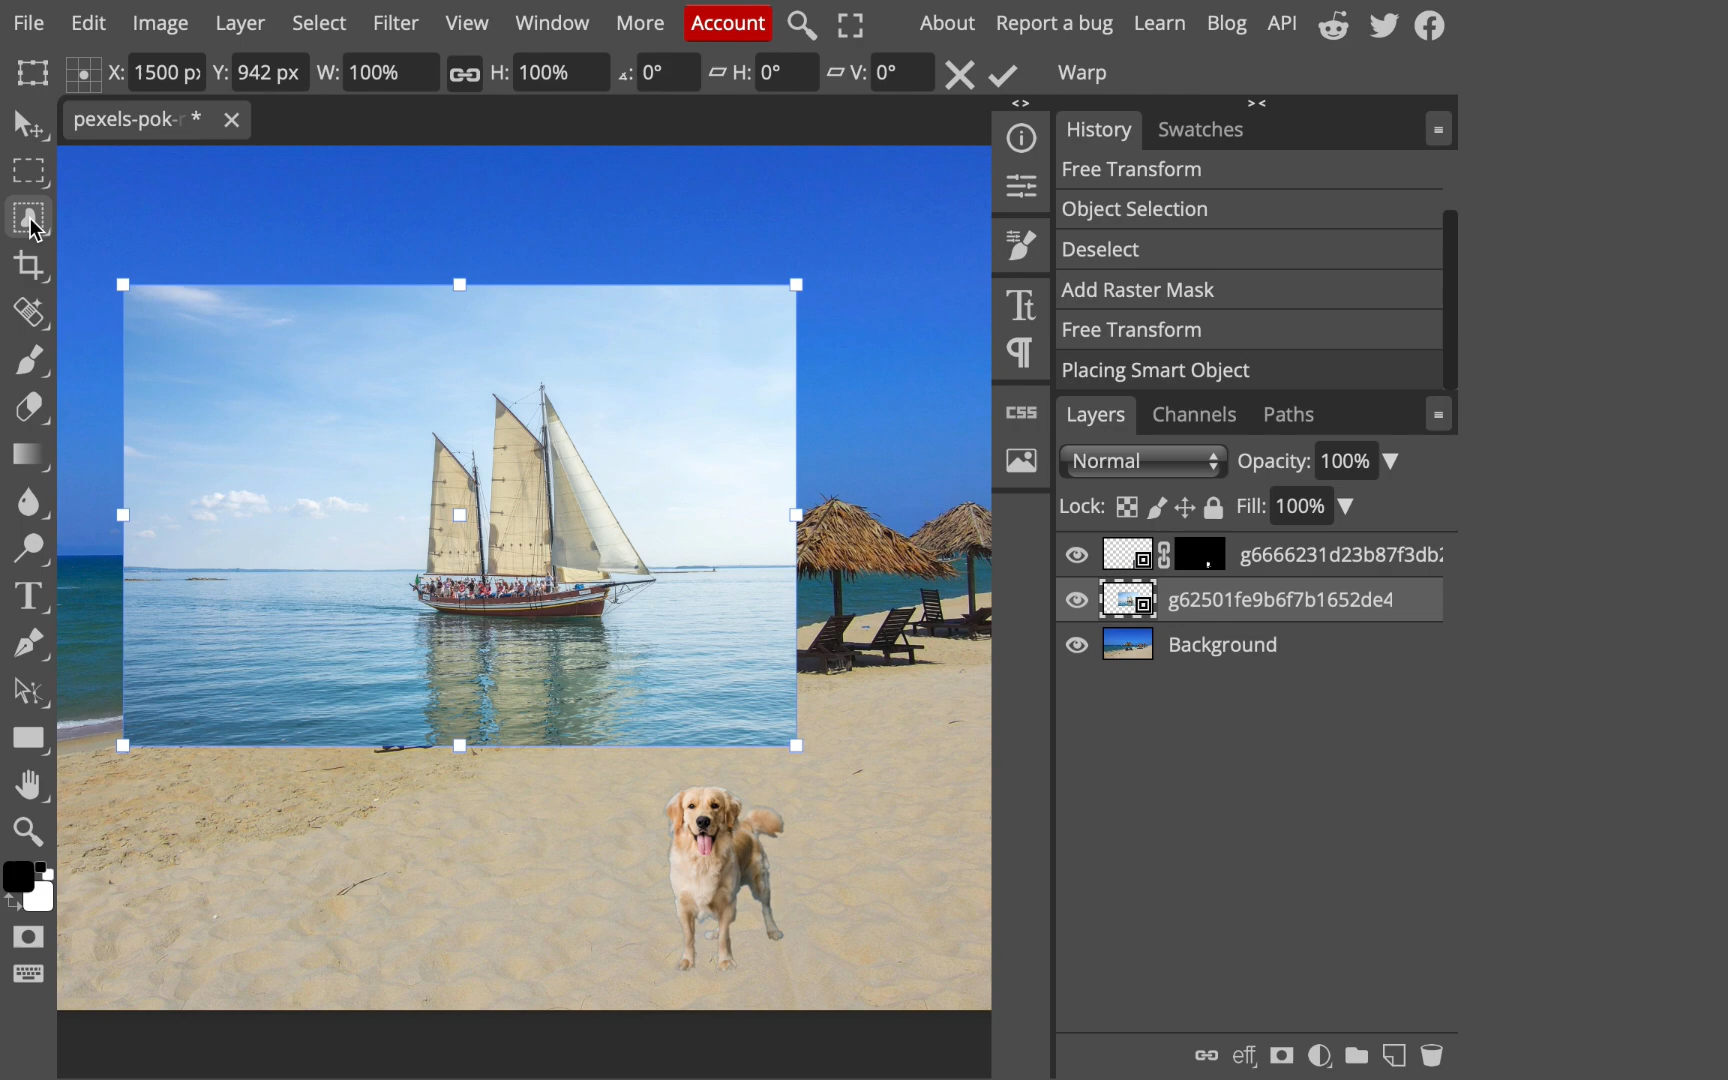 File Edit Image Layer Select Filter View Window More Account About Report a bug Learn Blog API
X: 1500 p Y: 942 px W: 100% H: 100% 0° H: 0° V: 0° Warp
pexels-pok-r *
History Swatches
Free Transform
Object Selection
Deselect
Add Raster Mask
Free Transform
Placing Smart Object
CSS
Layers Channels Paths
Normal Opacity: 100%
Lock: Fill: 100%
g6666231d23b87f3db2
g62501fe9b6f7b1652de4
Background
eff